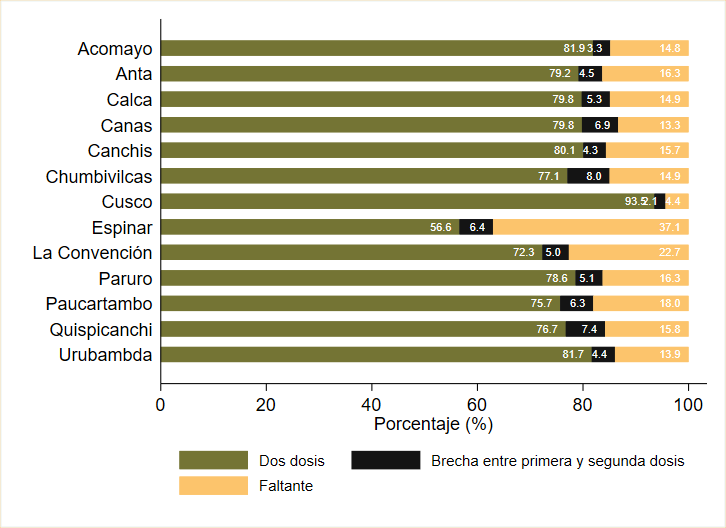 Acomayo 81.9 3.3 14.8
Anta 79.2 4.5 16.3
Calca 79.8 5.3 14.9
Canas 79.8 6.9 13.3
Canchis 80.1 4.3 15.7
Chumbivilcas 77.1 8.0 14.9
Cusco 93.5 2.1 4.4
Espinar 56.6 6.4 37.1
La Convención 72.3 5.0 22.7
Paruro 78.6 5.1 16.3
Paucartambo 75.7 6.3 18.0
Quispicanchi 76.7 7.4 15.8
Urubambda 81.7 4.4 13.9
0 20 40 60 80 100
Porcentaje (%)
Dos dosis Brecha entre primera y segunda dosis
Faltante